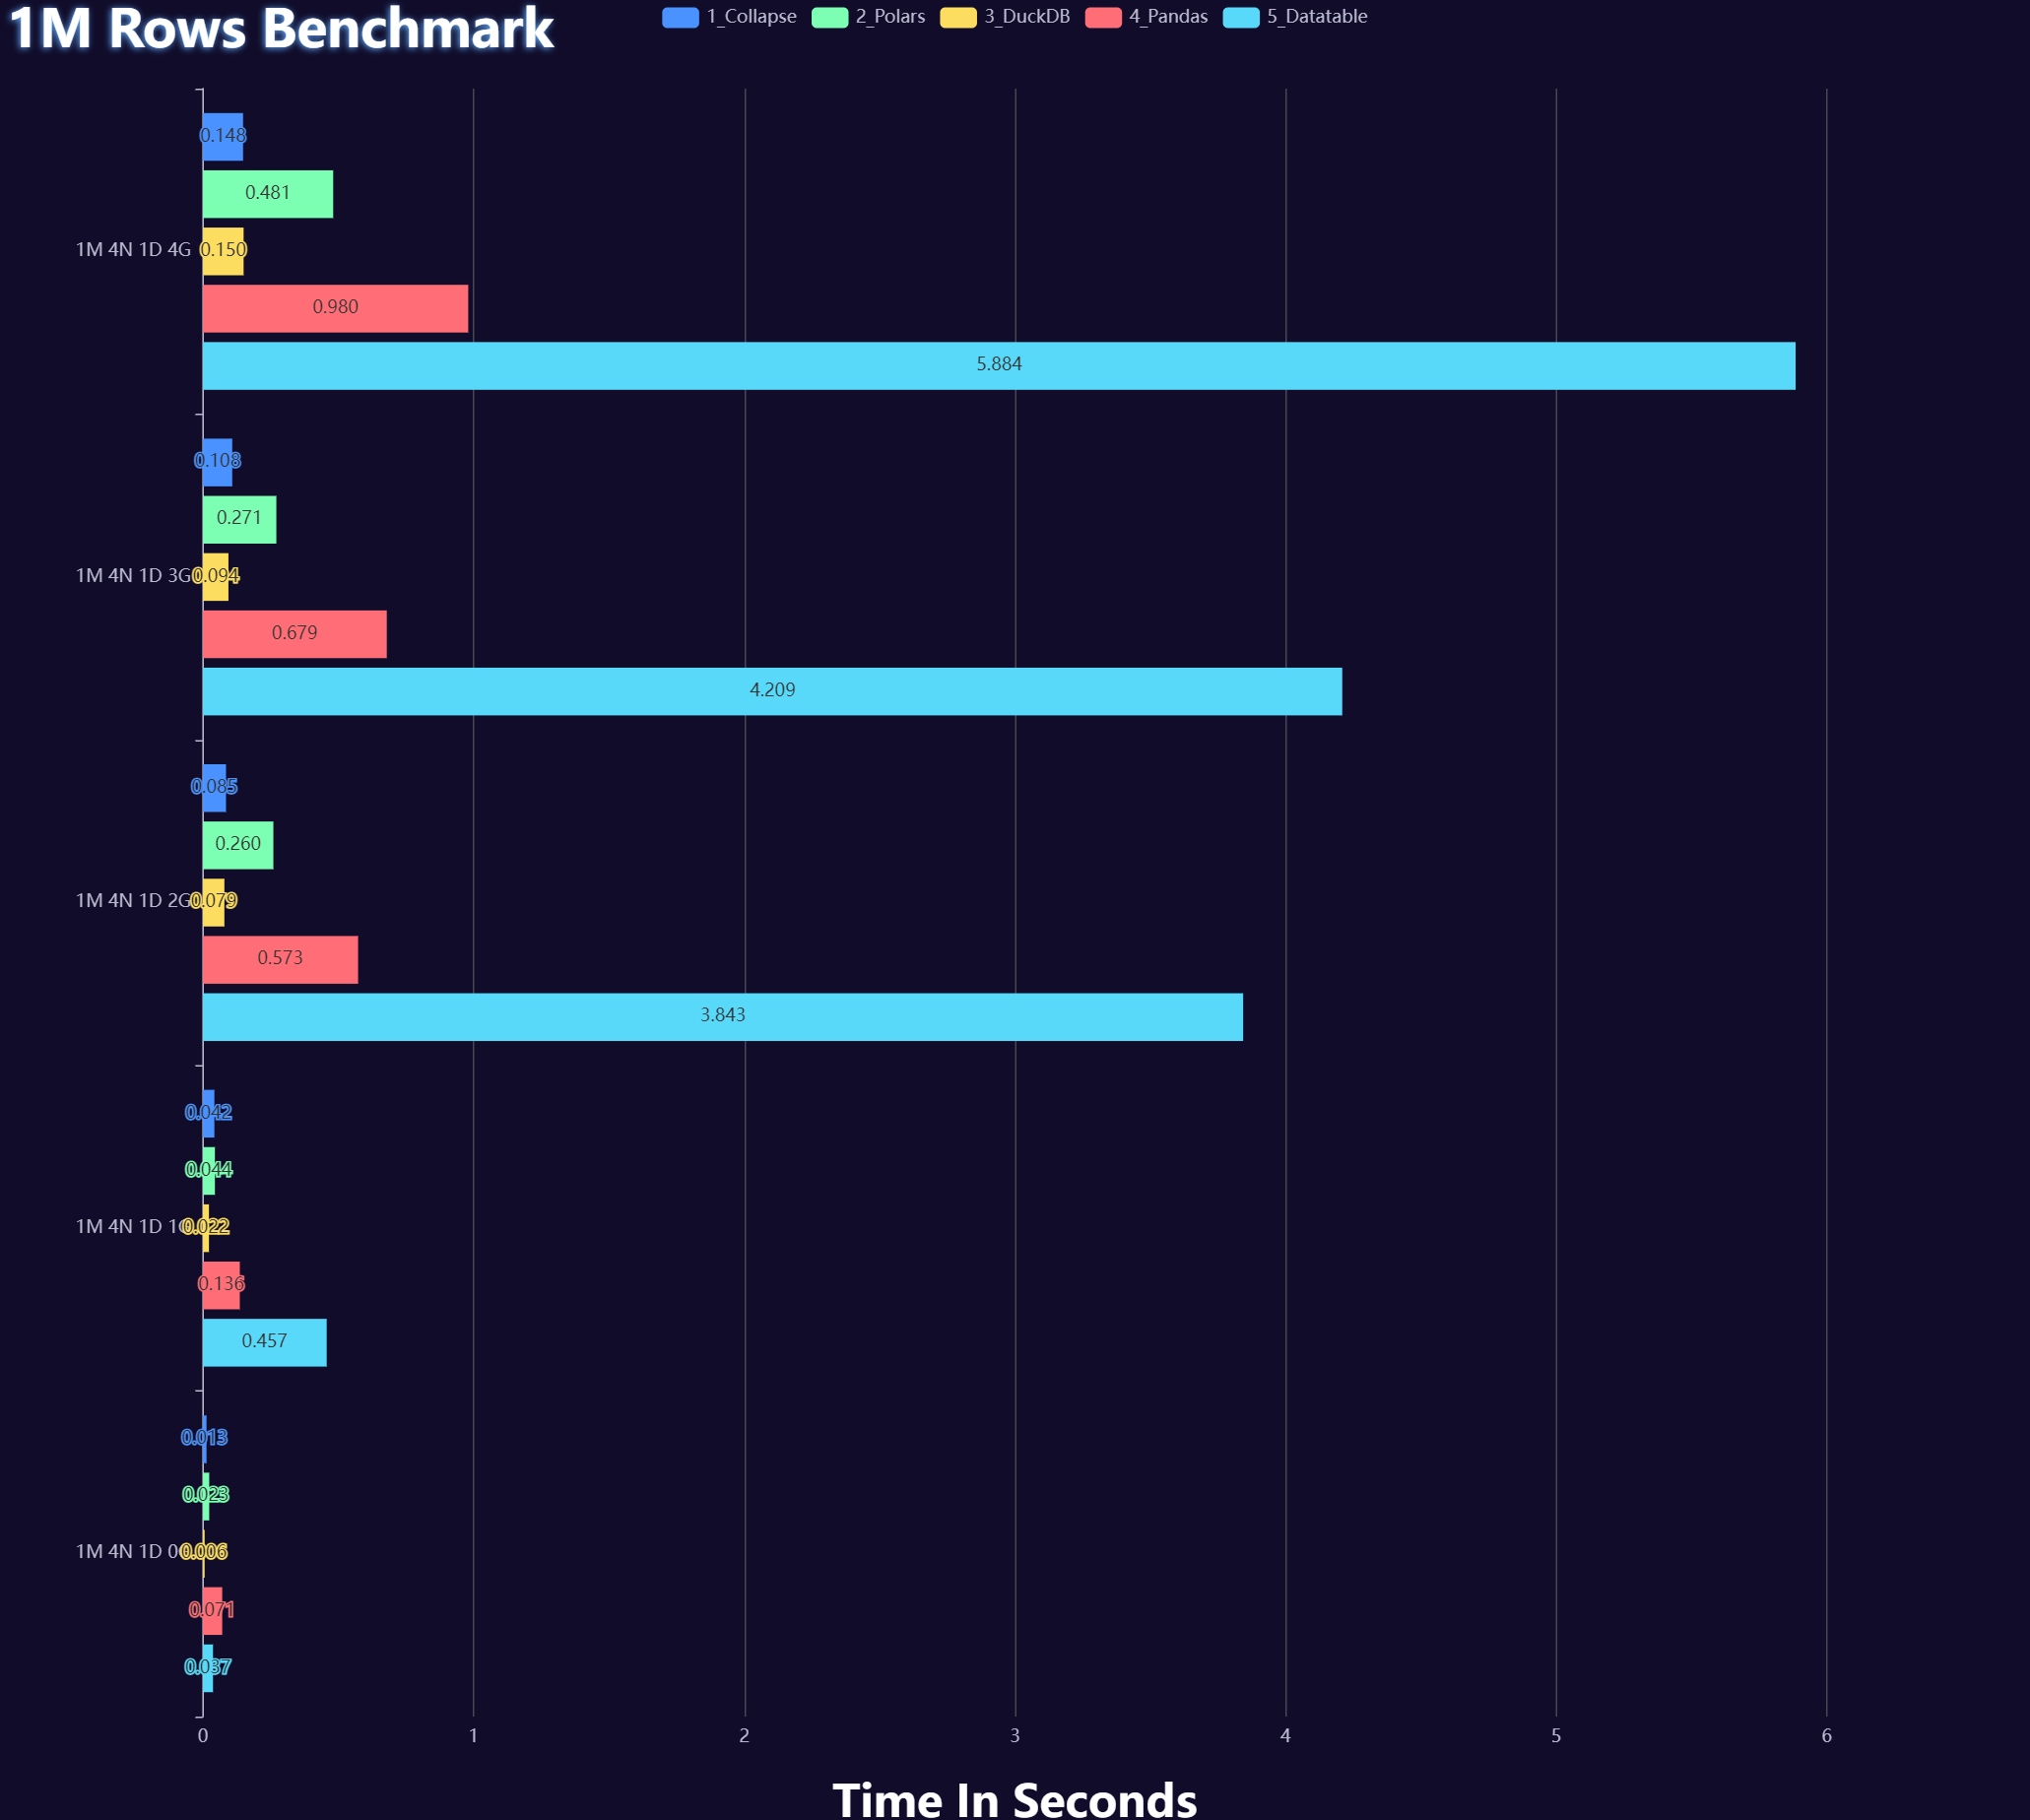 1M Rows Benchmark
1_Collapse 2_Polars 3_DuckDB 4_Pandas 5_Datatable
0.148
0.481
1M 4N 1D 4G 0.150
0.980
5.884
0.108
0.271
1M 4N 1D 3G 0.094
0.679
4.209
0.085
0.260
1M 4N 1D 2G 0.079
0.573
3.843
0.042
0.044
1M 4N 1D 0.022
0.136
0.457
0.013
0.023
1M 4N 1D 0.006
0.071
0.037
0 1 2 3 4 5 6
Time In Seconds